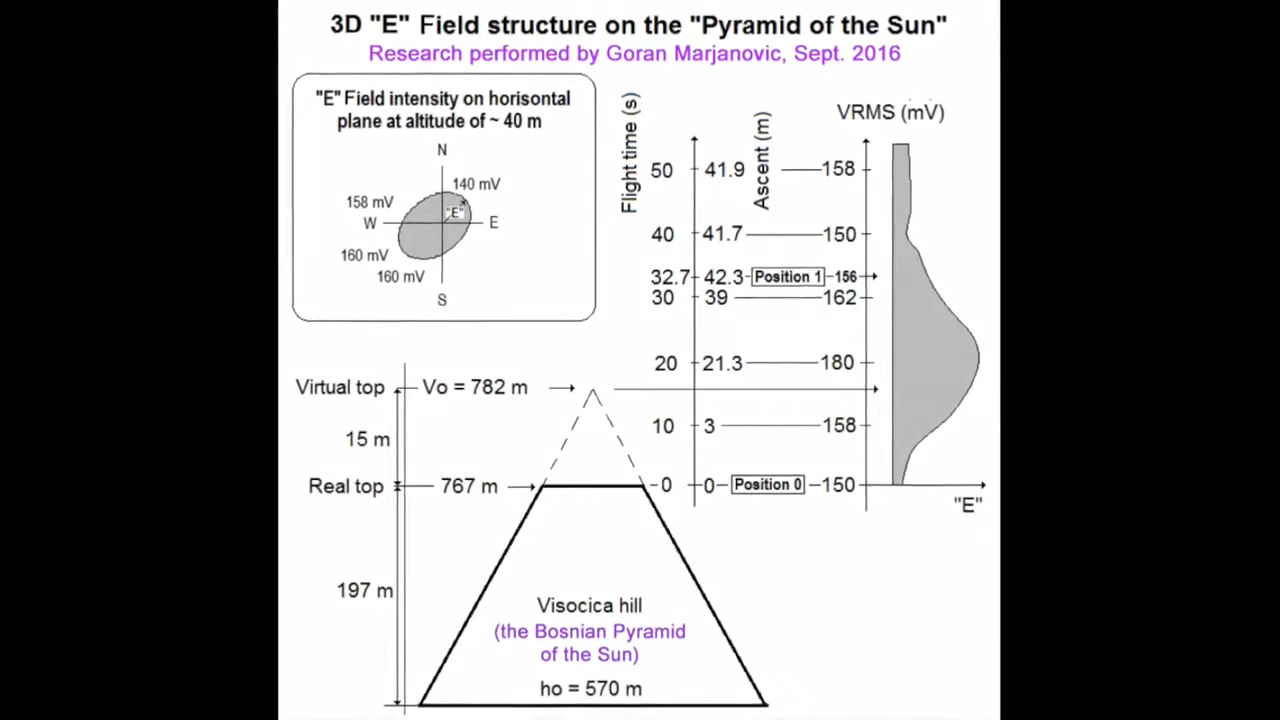 3D "E" Field structure on the "Pyramid of the Sun"
Research performed by Goran Marjanovic, Sept. 2016
"E" Field intensity on horisontal
plane at altitude of ~ 40 m
N
140 mV
158 mV
"E"
W
E
160 mV
160 mV
S
Flight time (s)
Ascent (m)
VRMS (mV)
50 41.9 158
40 41.7 150
32.7 42.3 Position 1 156
30 39 162
20 21.3 180
10 3 158
0 0 Position 0 150
"E"
Virtual top Vo = 782 m
15 m
Real top 767 m
197 m
Visocica hill
(the Bosnian Pyramid
of the Sun)
ho = 570 m